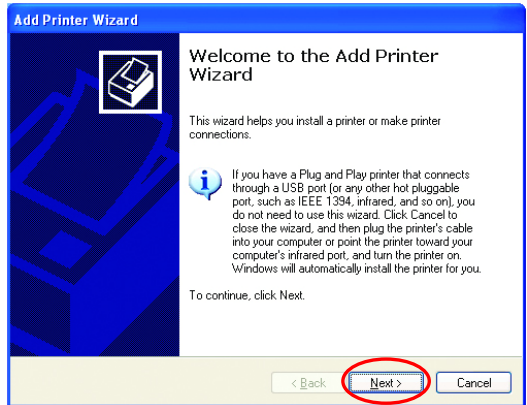 Add Printer Wizard
Welcome to the Add Printer
Wizard
This wizard helps you install a printer or make printer
connections.
If you have a Plug and Play printer that connects
through a USB port (or any other hot pluggable
port, such as IEEE 1394, infrared, and so on), you
do not need to use this wizard. Click Cancel to
close the wizard, and then plug the printer's cable
into your computer or point the printer toward your
computer's infrared port, and turn the printer on.
Windows will automatically install the printer for you.
To continue, click Next.
< Back
Next >
Cancel